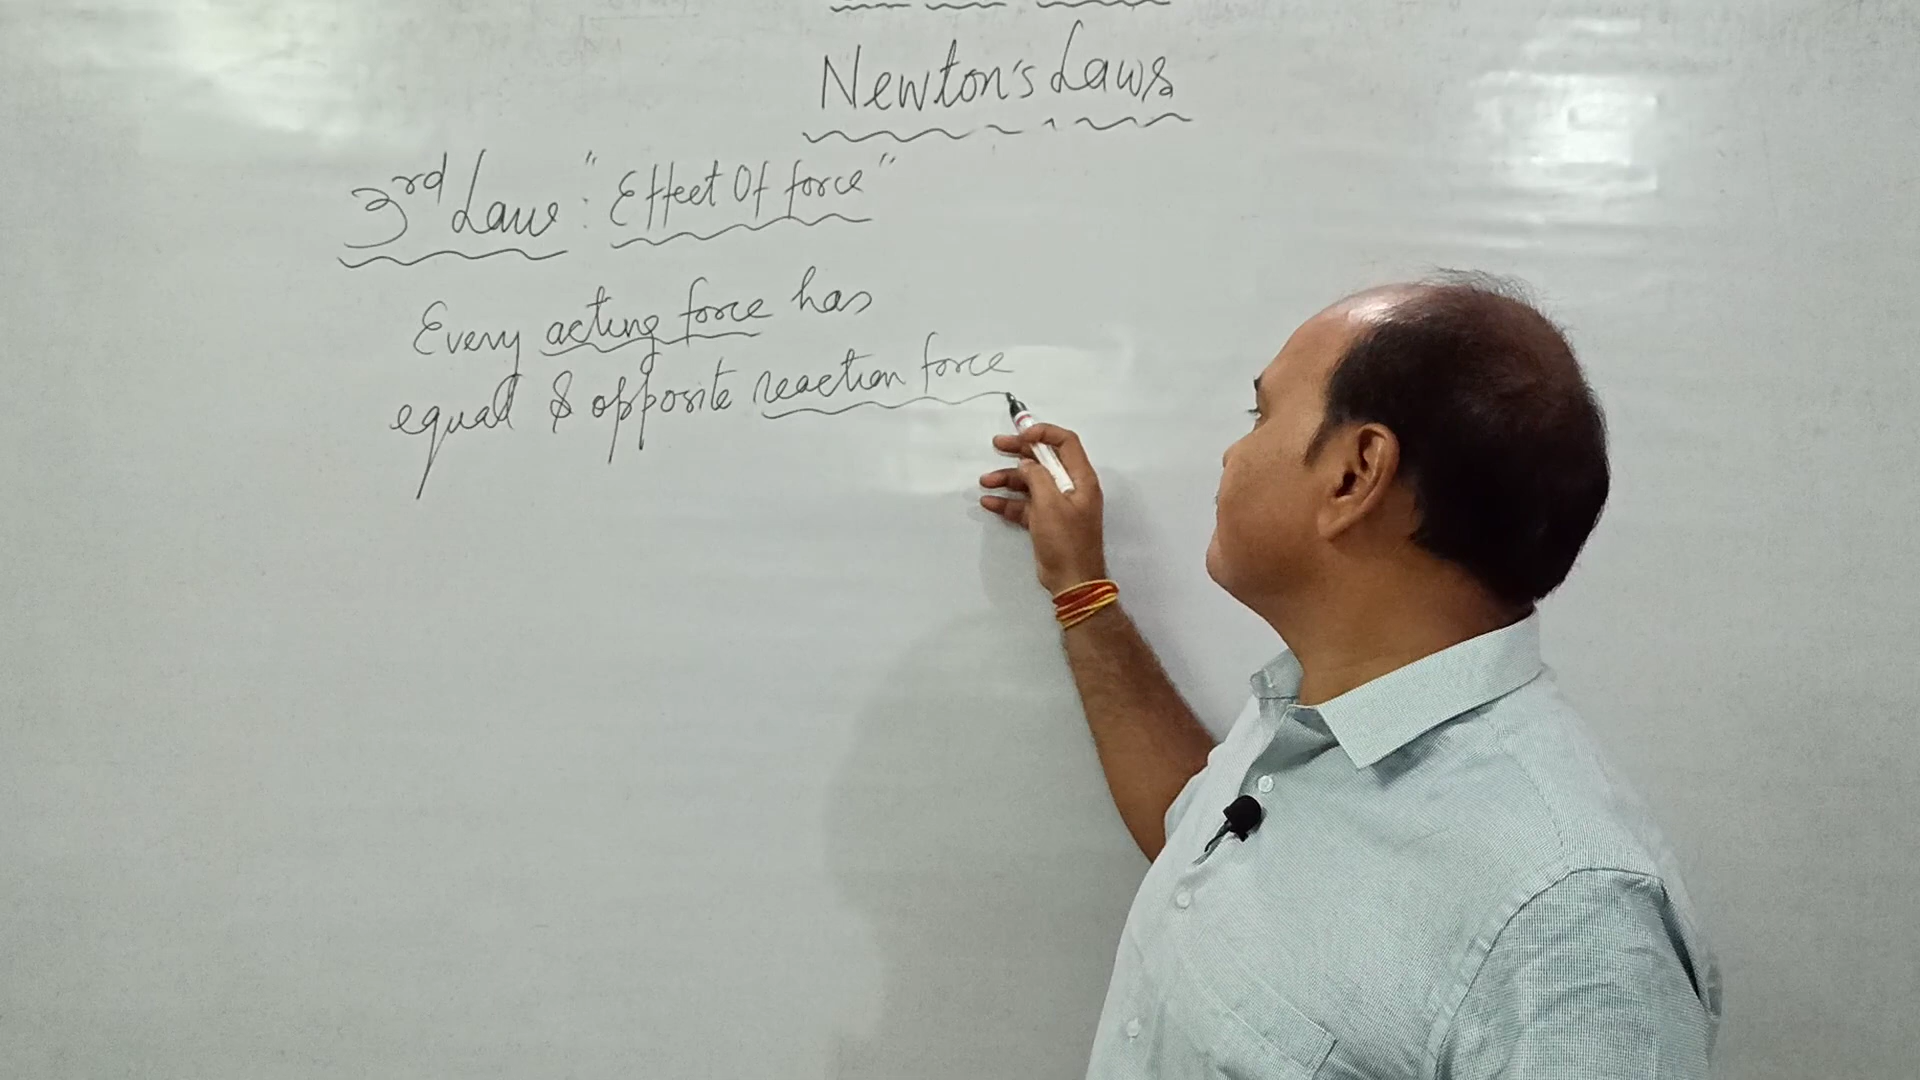 Newton's Laws
3rd Law : "Effect Of force"
Every acting force has
equal & opposite reaction force